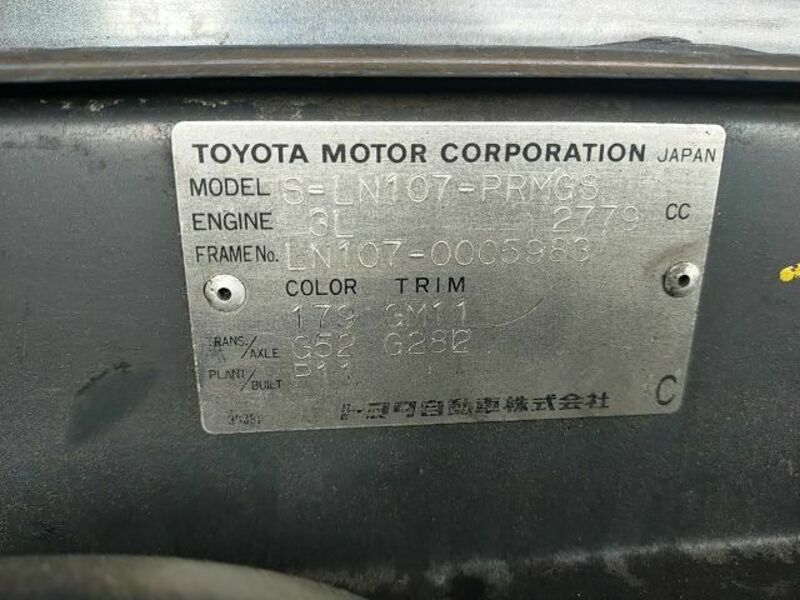 TOYOTA MOTOR CORPORATION JAPAN
MODEL S-LN107-PRMGS
ENGINE 3L 2779 CC
FRAME No. LN107-0005983
COLOR TRIM
179 GM11
TRANS./AXLE G52 G282
PLANT/BUILT P11
トヨタ自動車株式会社 C